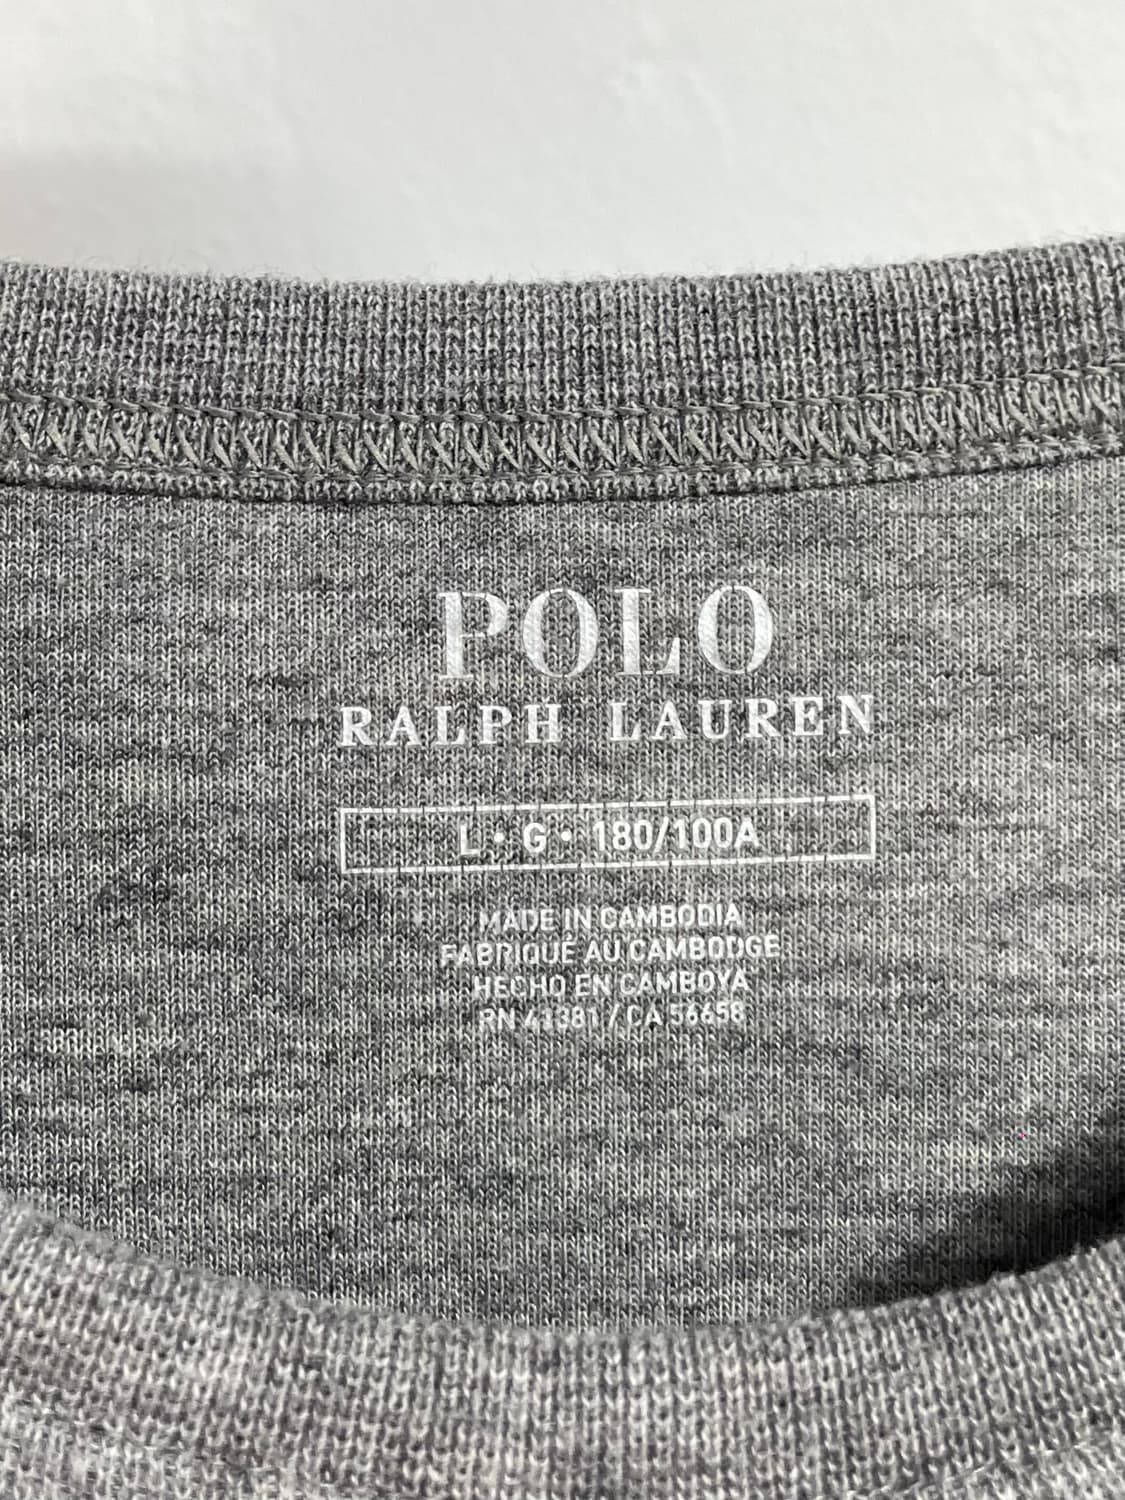 POLO
RALPH LAUREN
L • G • 180/100A
MADE IN CAMBODIA
FABRIQUÉ AU CAMBODGE
HECHO EN CAMBOYA
RN 41381 / CA 56658